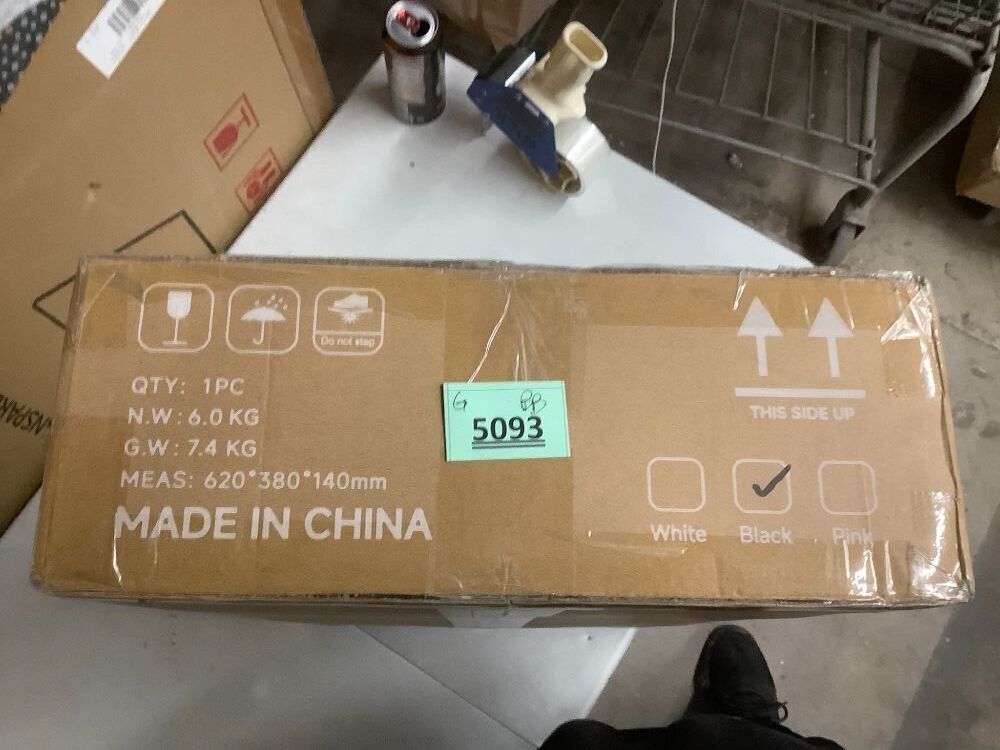 Do not step
QTY: 1PC
N.W: 6.0 KG
G.W: 7.4 KG
MEAS: 620*380*140mm
MADE IN CHINA
G BB
5093
THIS SIDE UP
White Black Pink